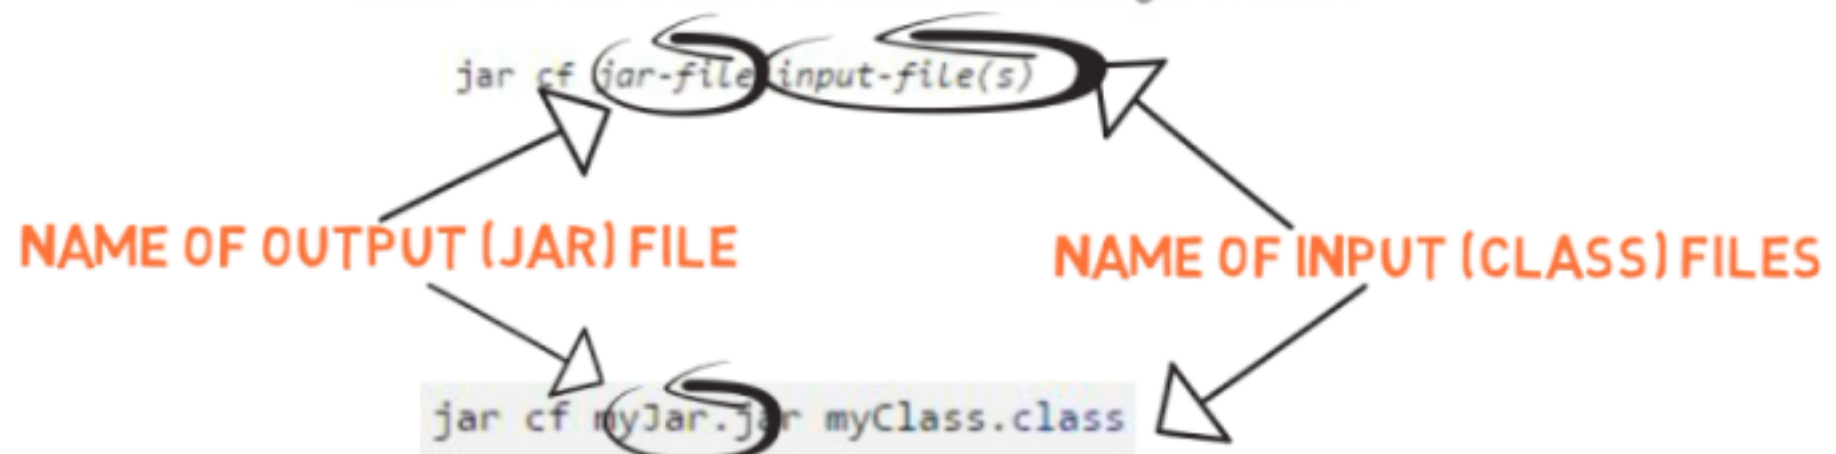 jar cf jar-file input-file(s)
NAME OF OUTPUT (JAR) FILE
NAME OF INPUT (CLASS) FILES
jar cf myJar.jar myClass.class